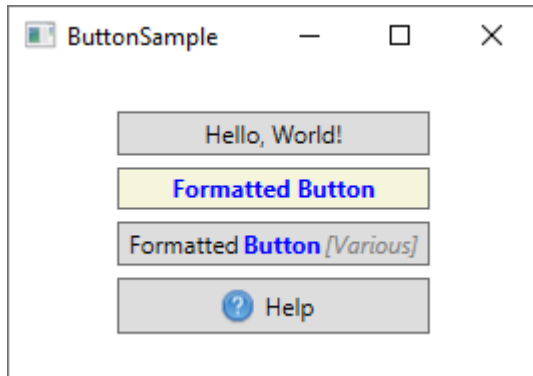 ButtonSample
Hello, World!
Formatted Button
Formatted Button [Various]
? Help